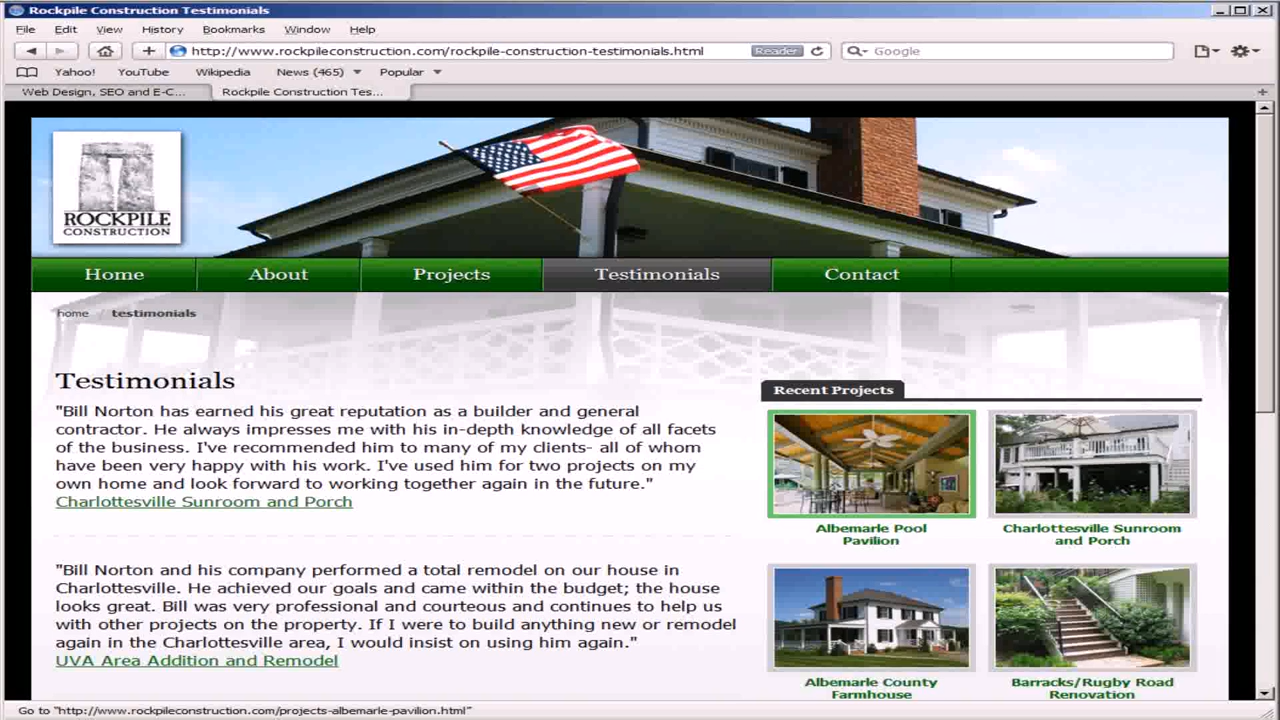 Rockpile Construction Testimonials
File Edit View History Bookmarks Window Help
http://www.rockpileconstruction.com/rockpile-construction-testimonials.html Reader Google
Yahoo! YouTube Wikipedia News (465) Popular
Web Design, SEO and E-C... Rockpile Construction Tes...
ROCKPILE
CONSTRUCTION
Home About Projects Testimonials Contact
home / testimonials
Testimonials
"Bill Norton has earned his great reputation as a builder and general
contractor. He always impresses me with his in-depth knowledge of all facets
of the business. I've recommended him to many of my clients- all of whom
have been very happy with his work. I've used him for two projects on my
own home and look forward to working together again in the future."
Charlottesville Sunroom and Porch
"Bill Norton and his company performed a total remodel on our house in
Charlottesville. He achieved our goals and came within the budget; the house
looks great. Bill was very professional and courteous and continues to help us
with other projects on the property. If I were to build anything new or remodel
again in the Charlottesville area, I would insist on using him again."
UVA Area Addition and Remodel
Recent Projects
Albemarle Pool
Pavilion
Charlottesville Sunroom
and Porch
Albemarle County
Farmhouse
Barracks/Rugby Road
Renovation
Go to "http://www.rockpileconstruction.com/projects-albemarle-pavilion.html"